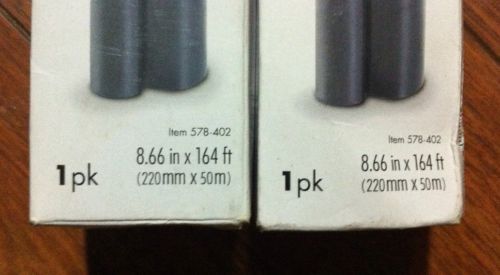 Item 578-402
1pk 8.66 in x 164 ft
(220mm x 50m)
Item 578-402
1pk 8.66 in x 164 ft
(220mm x 50m)